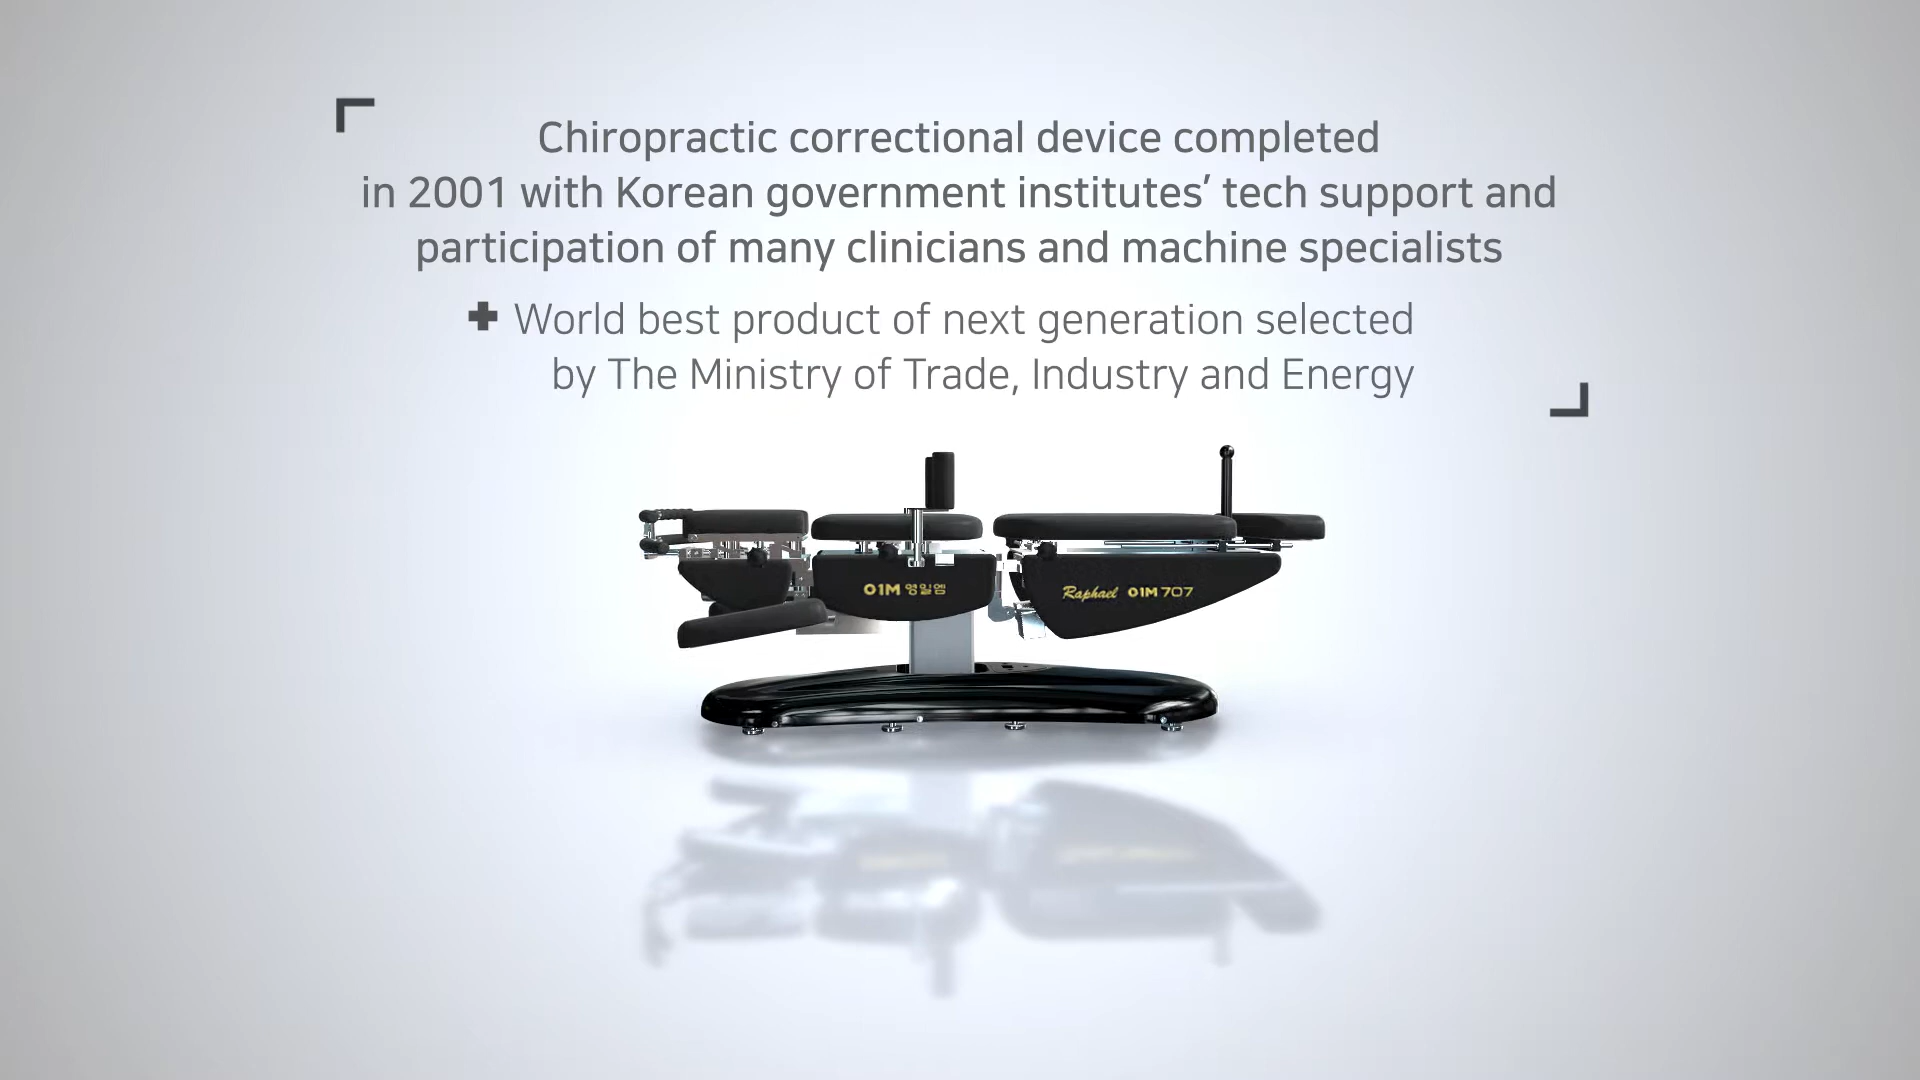 Chiropractic correctional device completed
in 2001 with Korean government institutes’ tech support and
participation of many clinicians and machine specialists
World best product of next generation selected
by The Ministry of Trade, Industry and Energy
01M 영일엠
Raphael 01M 707